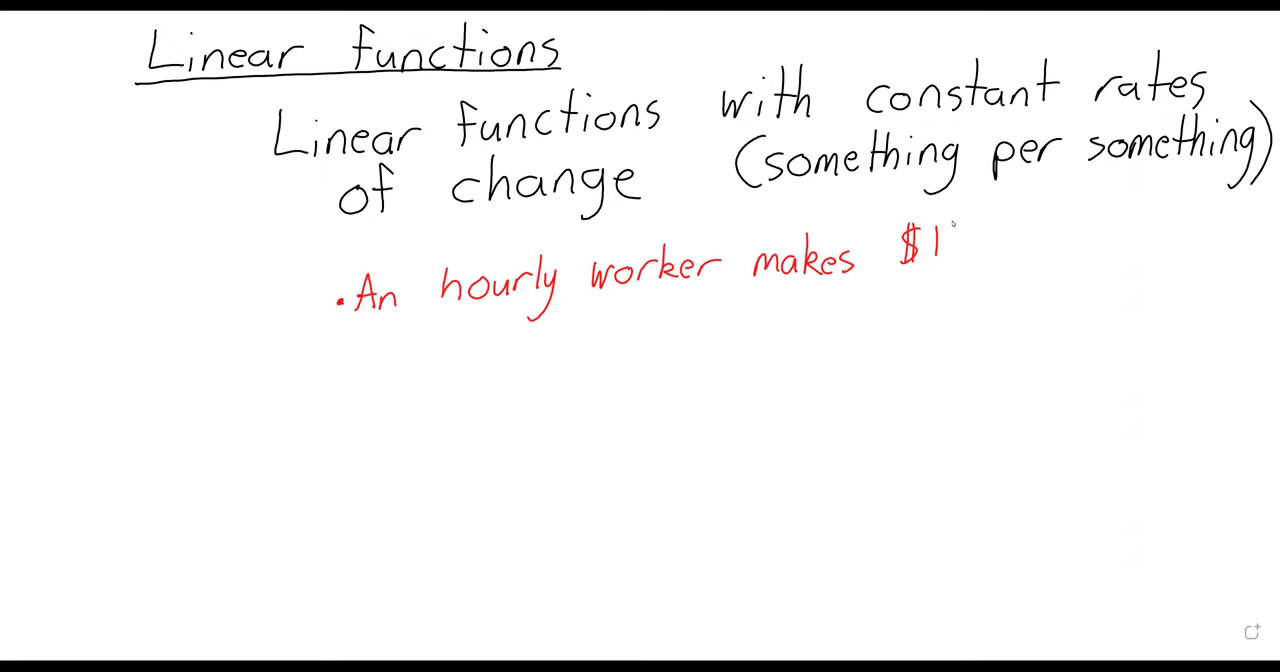 Linear functions
Linear functions with constant rates
of change (something per something)
• An hourly worker makes $1